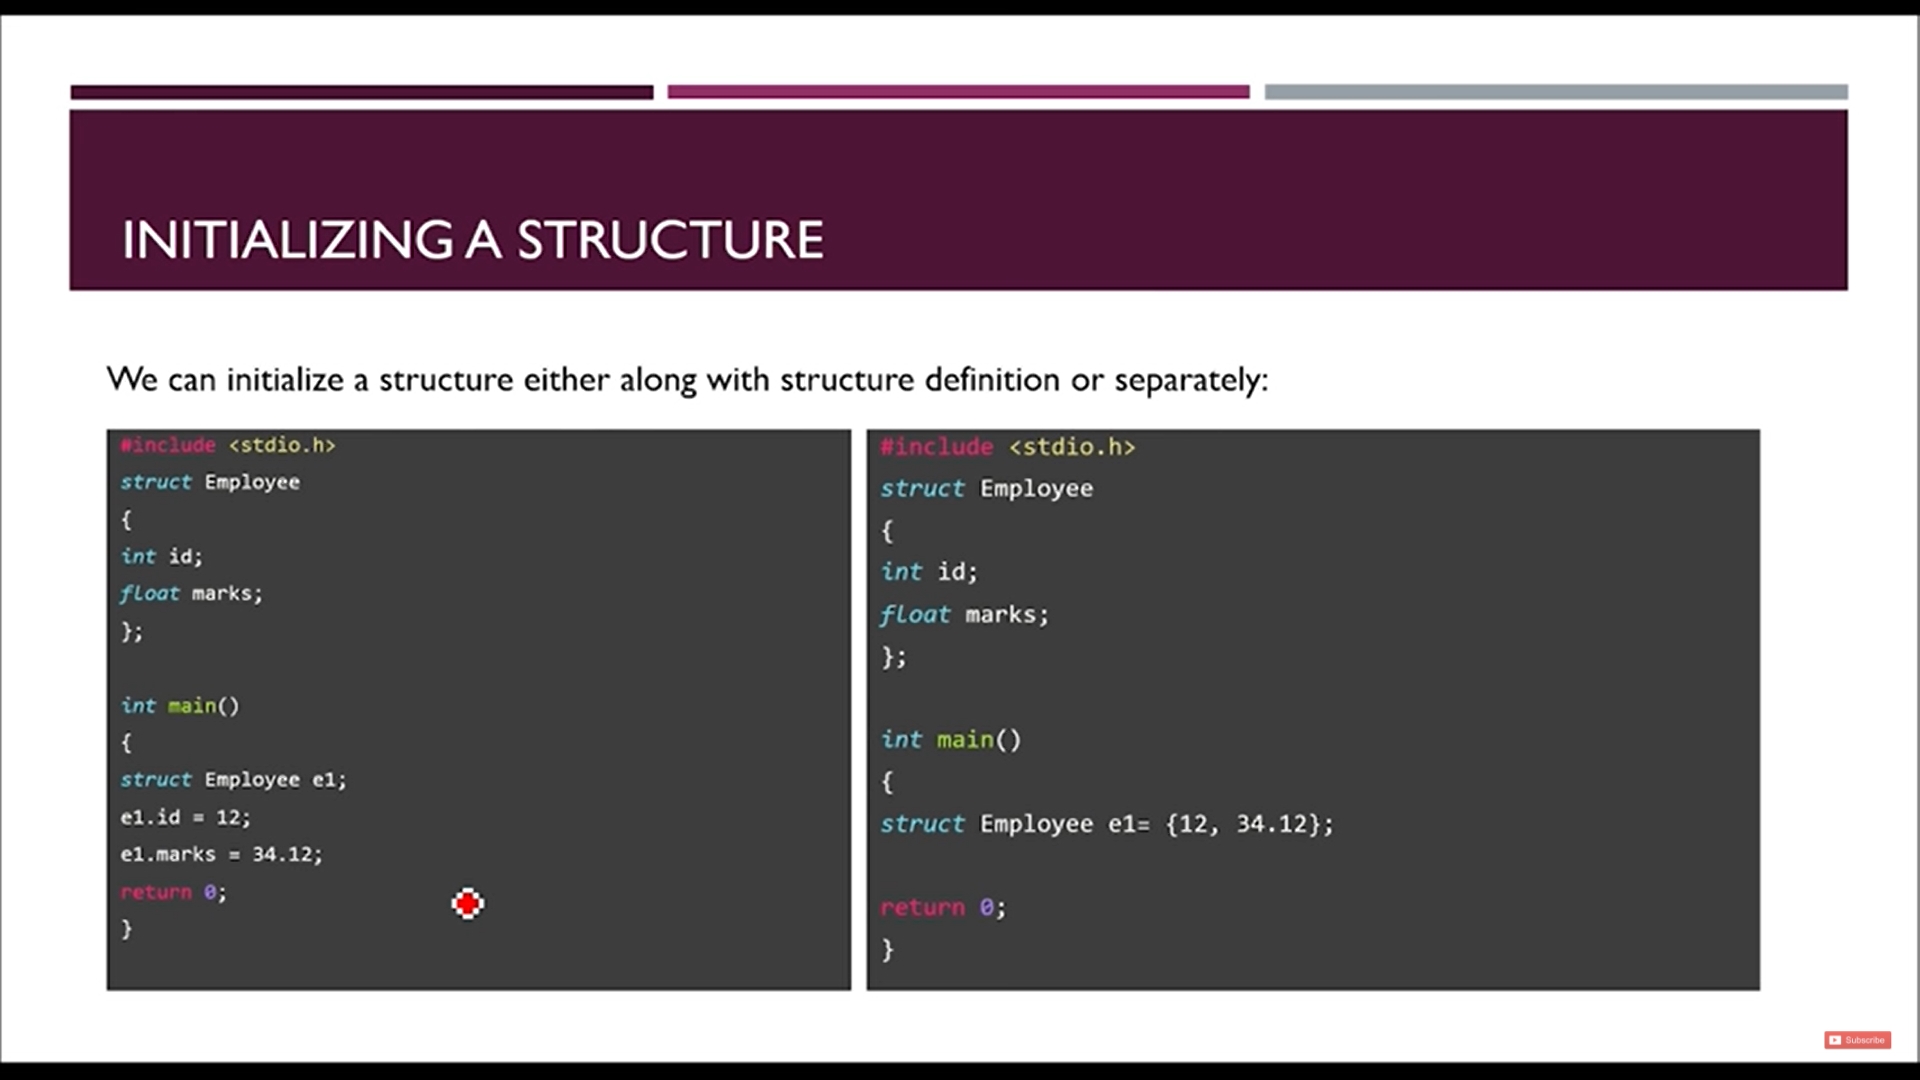 INITIALIZING A STRUCTURE
We can initialize a structure either along with structure definition or separately:
#include <stdio.h>
struct Employee
{
int id;
float marks;
};
int main()
{
struct Employee e1;
e1.id = 12;
e1.marks = 34.12;
return 0;
}
#include <stdio.h>
struct Employee
{
int id;
float marks;
};
int main()
{
struct Employee e1= {12, 34.12};
return 0;
}
Subscribe